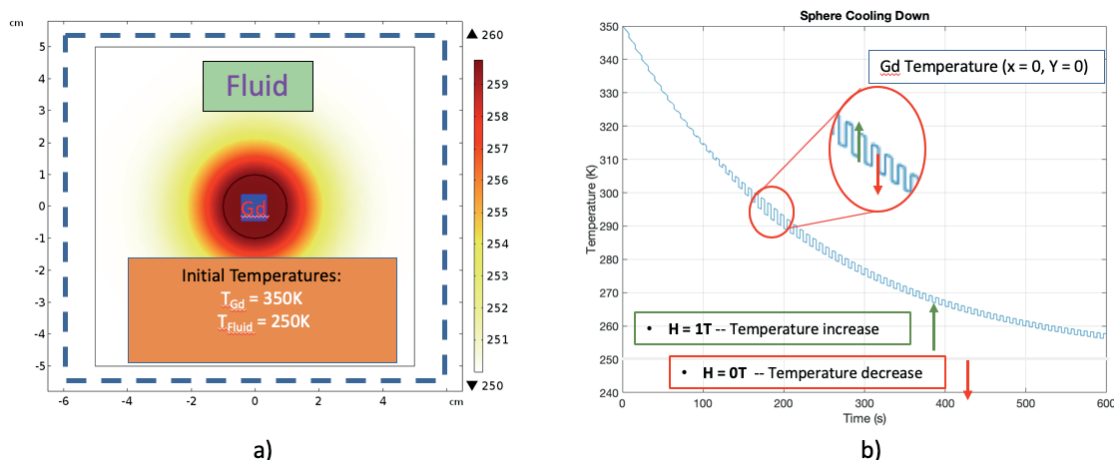 cm
5
4
3
2
1
0
-1
-2
-3
-4
-5
-6 -4 -2 0 2 4
cm
Fluid
Gd
Initial Temperatures:
T_Gd = 350K
T_Fluid = 250K
260
259
258
257
256
255
254
253
252
251
250
a)
Sphere Cooling Down
Temperature (K)
350
340
330
320
310
300
290
280
270
260
250
240
0 100 200 300 400 500 600
Time (s)
Gd Temperature (x = 0, Y = 0)
• H = 1T -- Temperature increase
• H = 0T -- Temperature decrease
b)